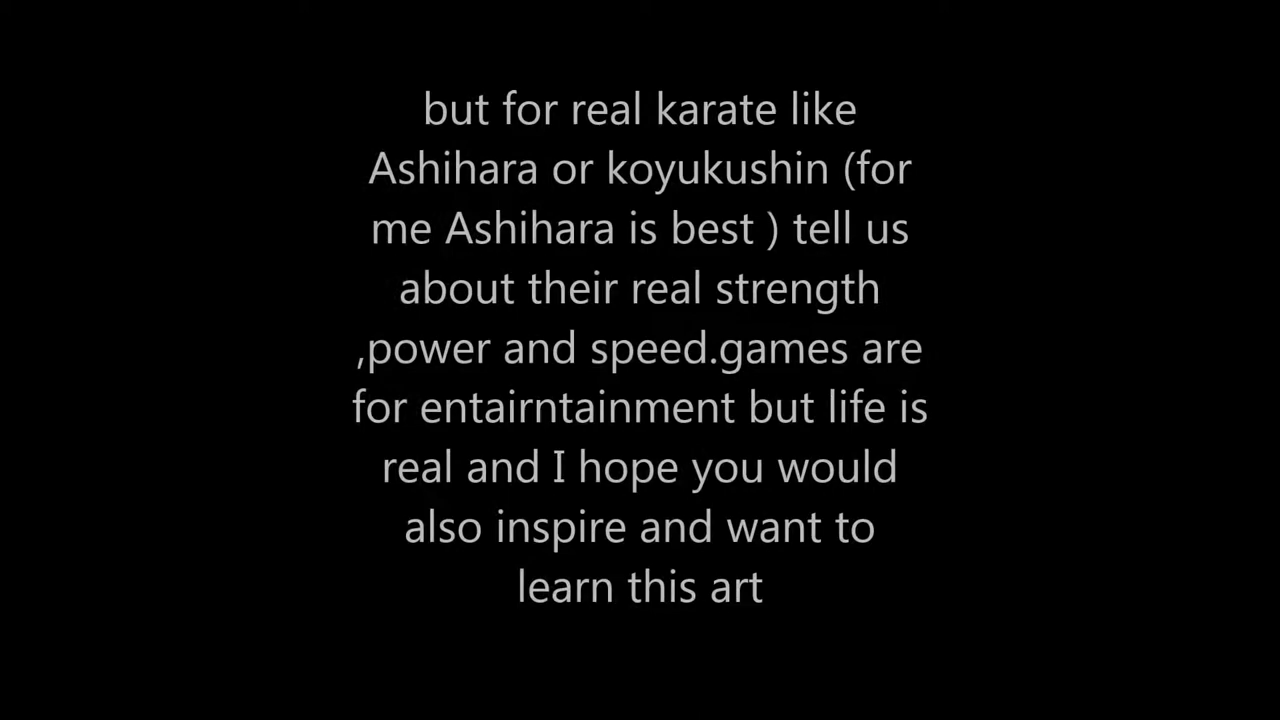 but for real karate like
Ashihara or koyukushin (for
me Ashihara is best ) tell us
about their real strength
,power and speed.games are
for entairntainment but life is
real and I hope you would
also inspire and want to
learn this art